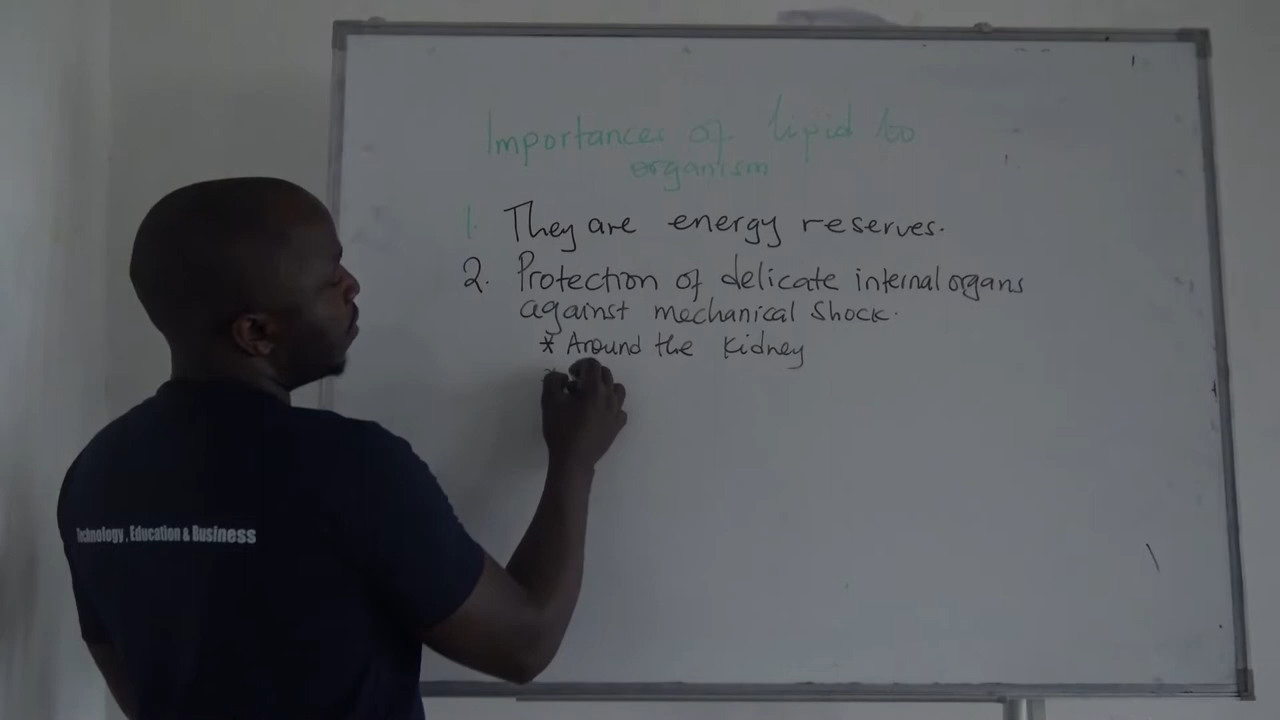 Importances of lipid to
organism
1. They are energy reserves.
2. Protection of delicate internal organs
against mechanical shock.
* Around the kidney
*
Technology, Education & Business